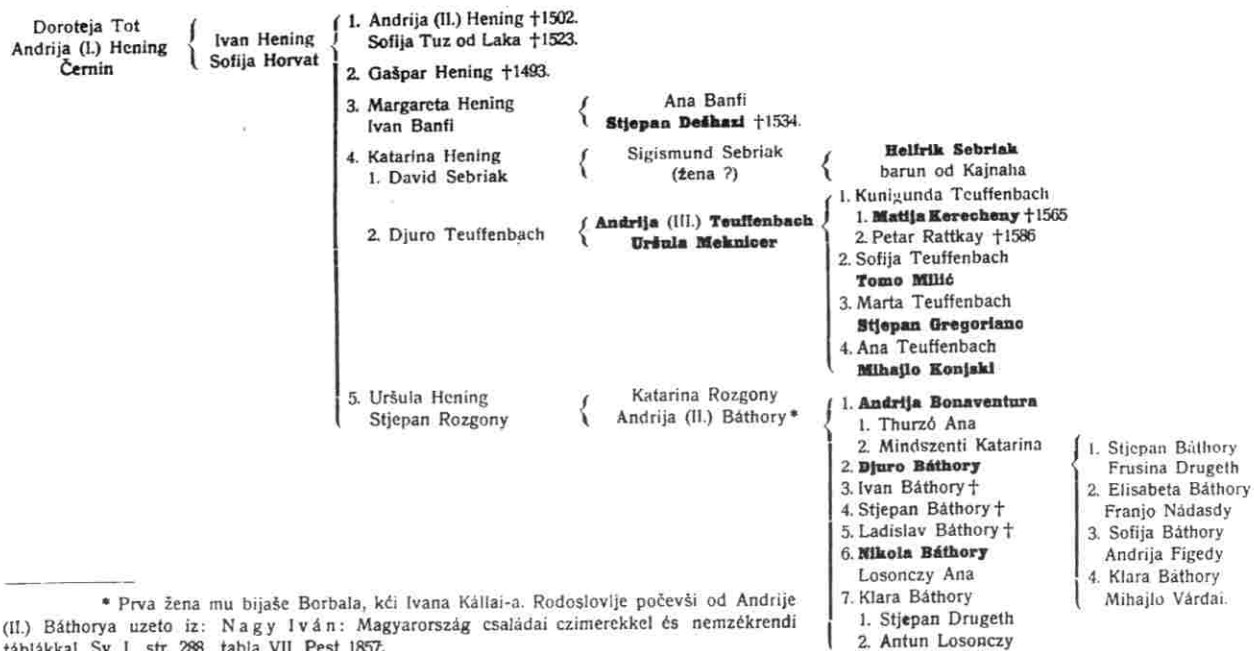 Doroteja Tot
Andrija (I.) Hening
Černin
Ivan Hening
Sofija Horvat
1. Andrija (II.) Hening †1502.
Sofija Tuz od Laka †1523.
2. Gašpar Hening †1493.
3. Margareta Hening
Ivan Banfi
Ana Banfi
Stjepan Dešhazi †1534.
4. Katarina Hening
1. David Sebriak
Sigismund Sebriak
(žena ?)
Helfrik Sebriak
barun od Kajnaha
2. Djuro Teuffenbach
Andrija (III.) Teuffenbach
Uršula Meknicer
1. Kunigunda Teuffenbach
1. Matija Kerecheny †1565
2. Petar Rattkay †1586
2. Sofija Teuffenbach
Tomo Milić
3. Marta Teuffenbach
Stjepan Gregorianc
4. Ana Teuffenbach
Mihajlo Konjski
5. Uršula Hening
Stjepan Rozgony
Katarina Rozgony
Andrija (II.) Báthory *
1. Andrija Bonaventura
1. Thurzó Ana
2. Mindszenti Katarina
2. Djuro Báthory
3. Ivan Báthory †
4. Stjepan Báthory †
5. Ladislav Báthory †
6. Nikola Báthory
Losonczy Ana
7. Klara Báthory
1. Stjepan Drugeth
2. Antun Losonczy
1. Stjepan Báthory
Frusina Drugeth
2. Elisabeta Báthory
Franjo Nádasdy
3. Sofija Báthory
Andrija Figedy
4. Klara Báthory
Mihajlo Várdai.
* Prva žena mu bijaše Borbala, kći Ivana Kállai-a. Rodoslovlje počevši od Andrije
(II.) Báthorya uzeto iz: Nagy Iván: Magyarország családai czimerekkel és nemzékrendi
táblákkal. Sv. I. str. 288. tabla VII. Pest 1857.